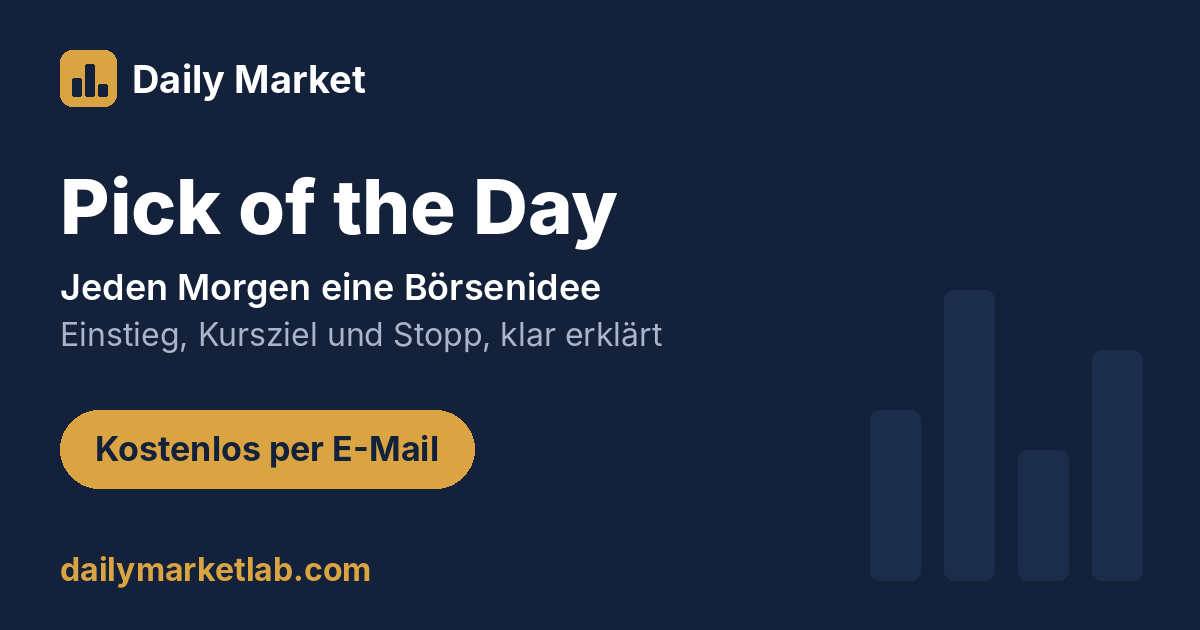 Daily Market
Pick of the Day
Jeden Morgen eine Börsenidee
Einstieg, Kursziel und Stopp, klar erklärt
Kostenlos per E-Mail
dailymarketlab.com